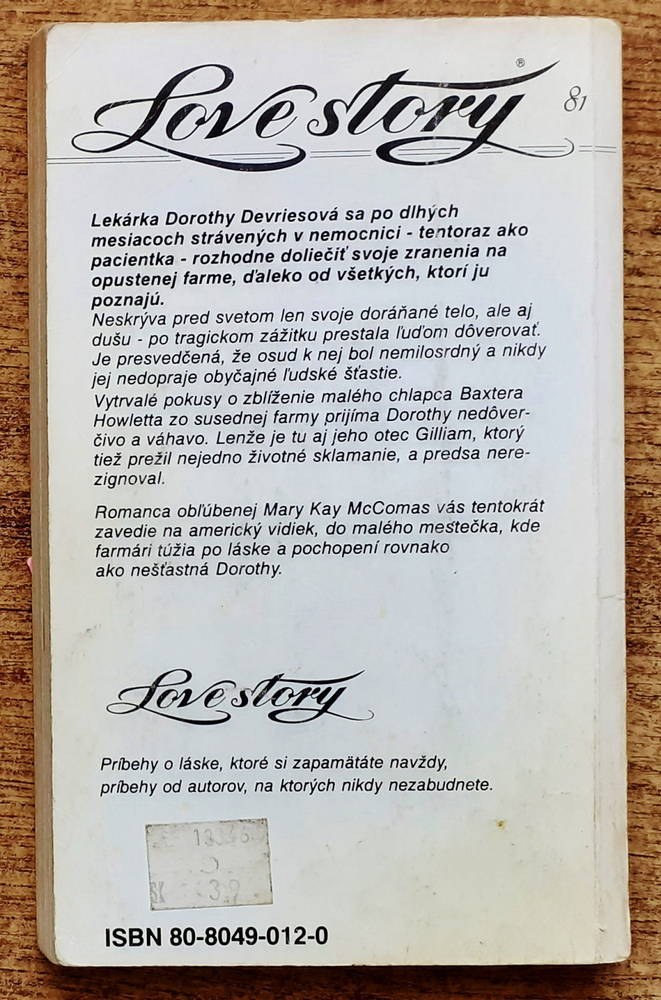 Love story ®
81
Lekárka Dorothy Devriesová sa po dlhých
mesiacoch strávených v nemocnici - tentoraz ako
pacientka - rozhodne doliečiť svoje zranenia na
opustenej farme, ďaleko od všetkých, ktorí ju
poznajú.
Neskrýva pred svetom len svoje doráňané telo, ale aj
dušu - po tragickom zážitku prestala ľuďom dôverovať.
Je presvedčená, že osud k nej bol nemilosrdný a nikdy
jej nedopraje obyčajné ľudské šťastie.
Vytrvalé pokusy o zblíženie malého chlapca Baxtera
Howletta zo susednej farmy prijíma Dorothy nedôver-
čivo a váhavo. Lenže je tu aj jeho otec Gilliam, ktorý
tiež prežil nejedno životné sklamanie, a predsa nere-
zignoval.
Romanca obľúbenej Mary Kay McComas vás tentokrát
zavedie na americký vidiek, do malého mestečka, kde
farmári túžia po láske a pochopení rovnako
ako nešťastná Dorothy.
Love story
Príbehy o láske, ktoré si zapamätáte navždy,
príbehy od autorov, na ktorých nikdy nezabudnete.
SK 39
ISBN 80-8049-012-0